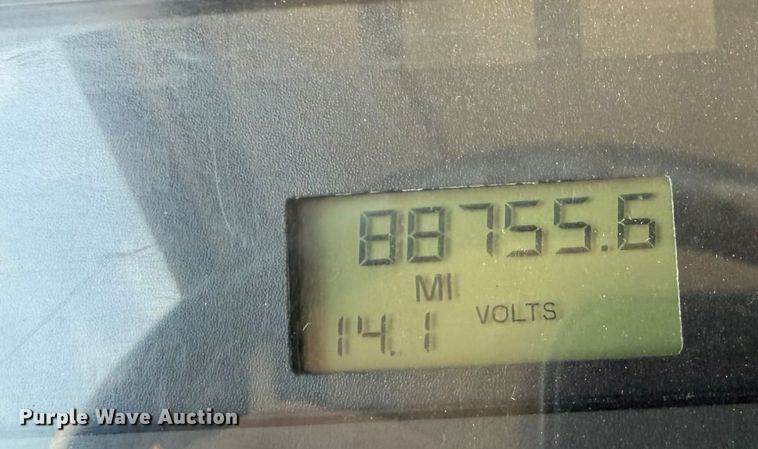 88755.6
MI
14.1 VOLTS
Purple Wave Auction